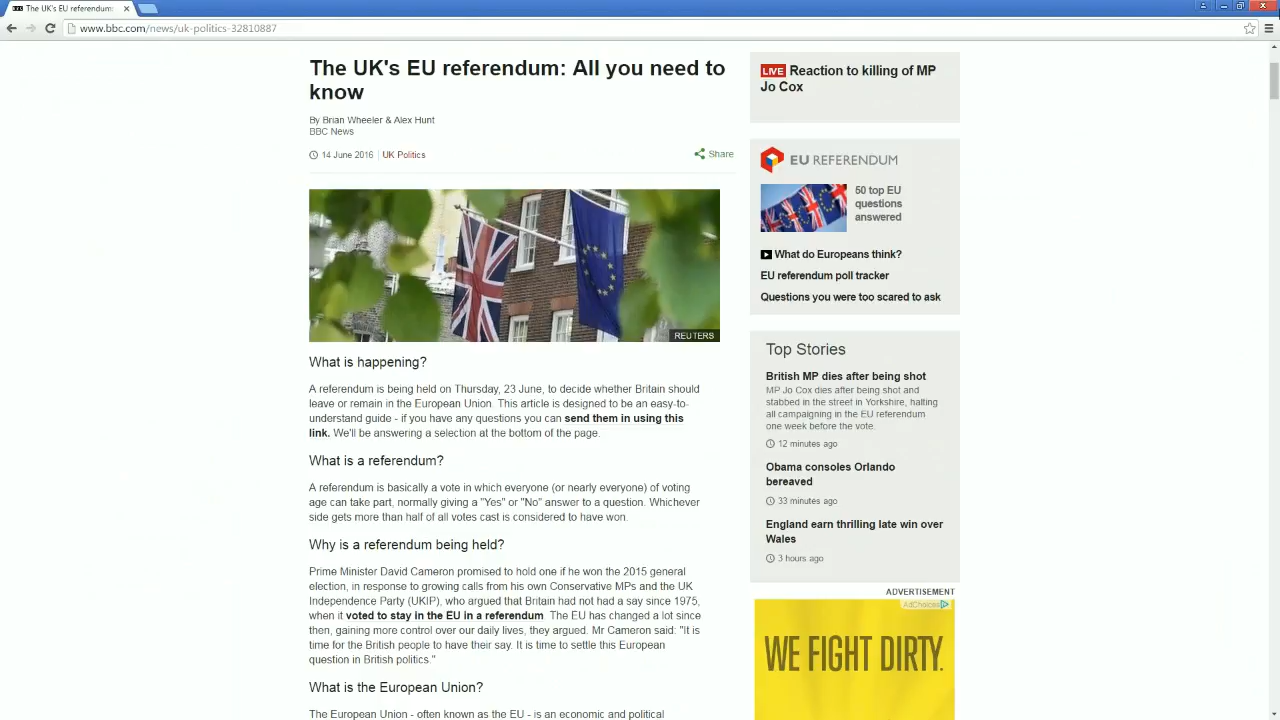 The UK's EU referendum:
www.bbc.com/news/uk-politics-32810887
The UK's EU referendum: All you need to
know
By Brian Wheeler & Alex Hunt
BBC News
14 June 2016
UK Politics
Share
REUTERS
What is happening?
A referendum is being held on Thursday, 23 June, to decide whether Britain should
leave or remain in the European Union. This article is designed to be an easy-to-
understand guide - if you have any questions you can send them in using this
link. We'll be answering a selection at the bottom of the page.
What is a referendum?
A referendum is basically a vote in which everyone (or nearly everyone) of voting
age can take part, normally giving a "Yes" or "No" answer to a question. Whichever
side gets more than half of all votes cast is considered to have won.
Why is a referendum being held?
Prime Minister David Cameron promised to hold one if he won the 2015 general
election, in response to growing calls from his own Conservative MPs and the UK
Independence Party (UKIP), who argued that Britain had not had a say since 1975,
when it voted to stay in the EU in a referendum. The EU has changed a lot since
then, gaining more control over our daily lives, they argued. Mr Cameron said: "It is
time for the British people to have their say. It is time to settle this European
question in British politics."
What is the European Union?
The European Union - often known as the EU - is an economic and political
LIVE Reaction to killing of MP
Jo Cox
EU REFERENDUM
50 top EU
questions
answered
What do Europeans think?
EU referendum poll tracker
Questions you were too scared to ask
Top Stories
British MP dies after being shot
MP Jo Cox dies after being shot and
stabbed in the street in Yorkshire, halting
all campaigning in the EU referendum
one week before the vote.
12 minutes ago
Obama consoles Orlando
bereaved
33 minutes ago
England earn thrilling late win over
Wales
3 hours ago
ADVERTISEMENT
AdChoices
WE FIGHT DIRTY.